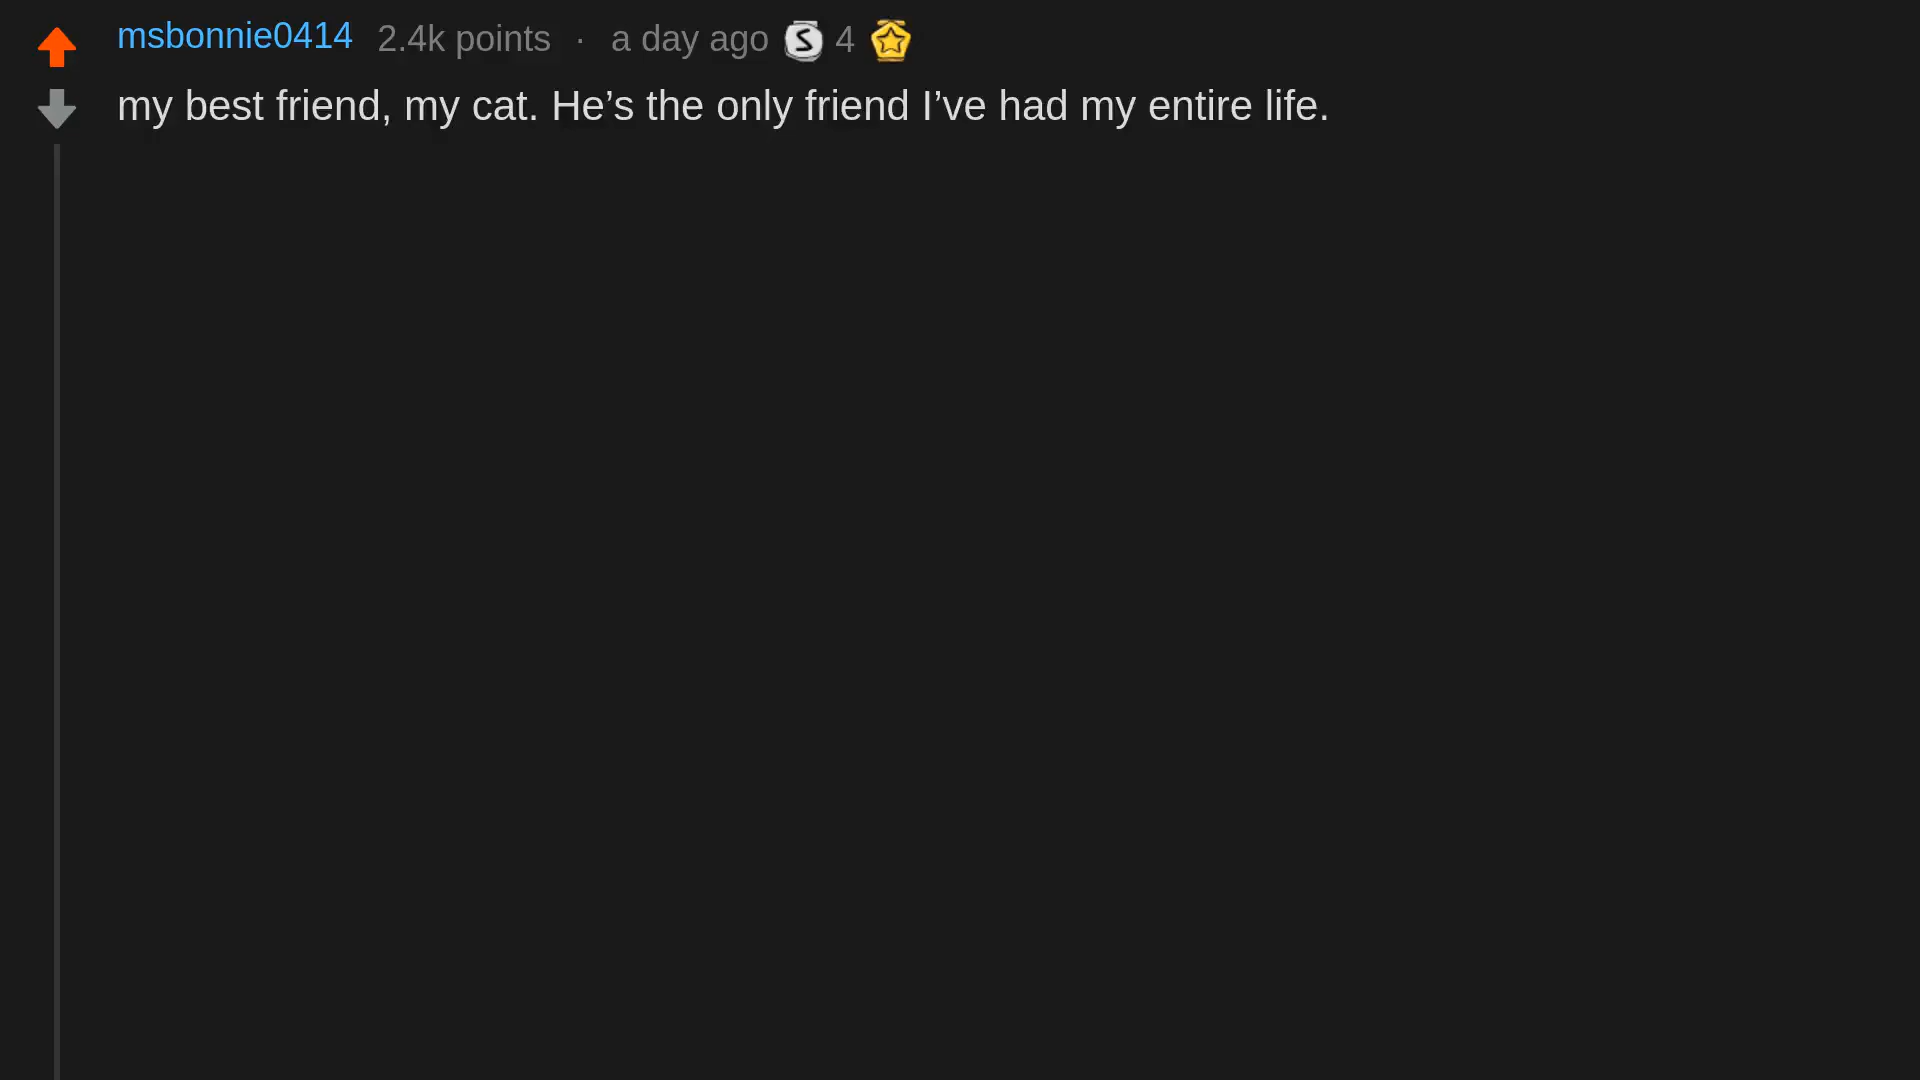 msbonnie0414 2.4k points · a day ago S 4
my best friend, my cat. He’s the only friend I’ve had my entire life.